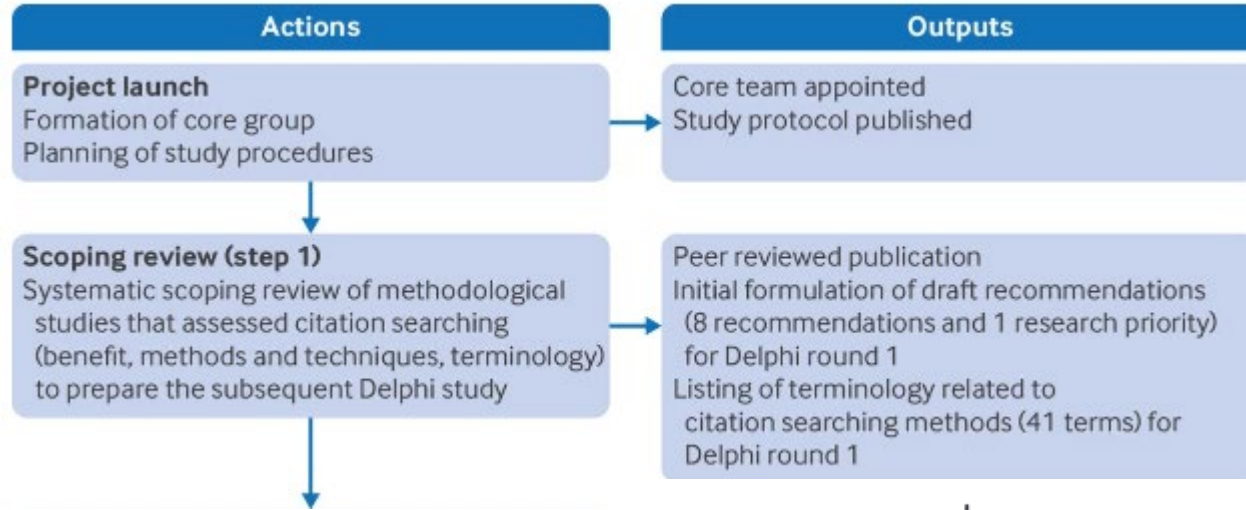 Actions
Outputs
Project launch
Formation of core group
Planning of study procedures
Core team appointed
Study protocol published
Scoping review (step 1)
Systematic scoping review of methodological
studies that assessed citation searching
(benefit, methods and techniques, terminology)
to prepare the subsequent Delphi study
Peer reviewed publication
Initial formulation of draft recommendations
(8 recommendations and 1 research priority)
for Delphi round 1
Listing of terminology related to
citation searching methods (41 terms) for
Delphi round 1